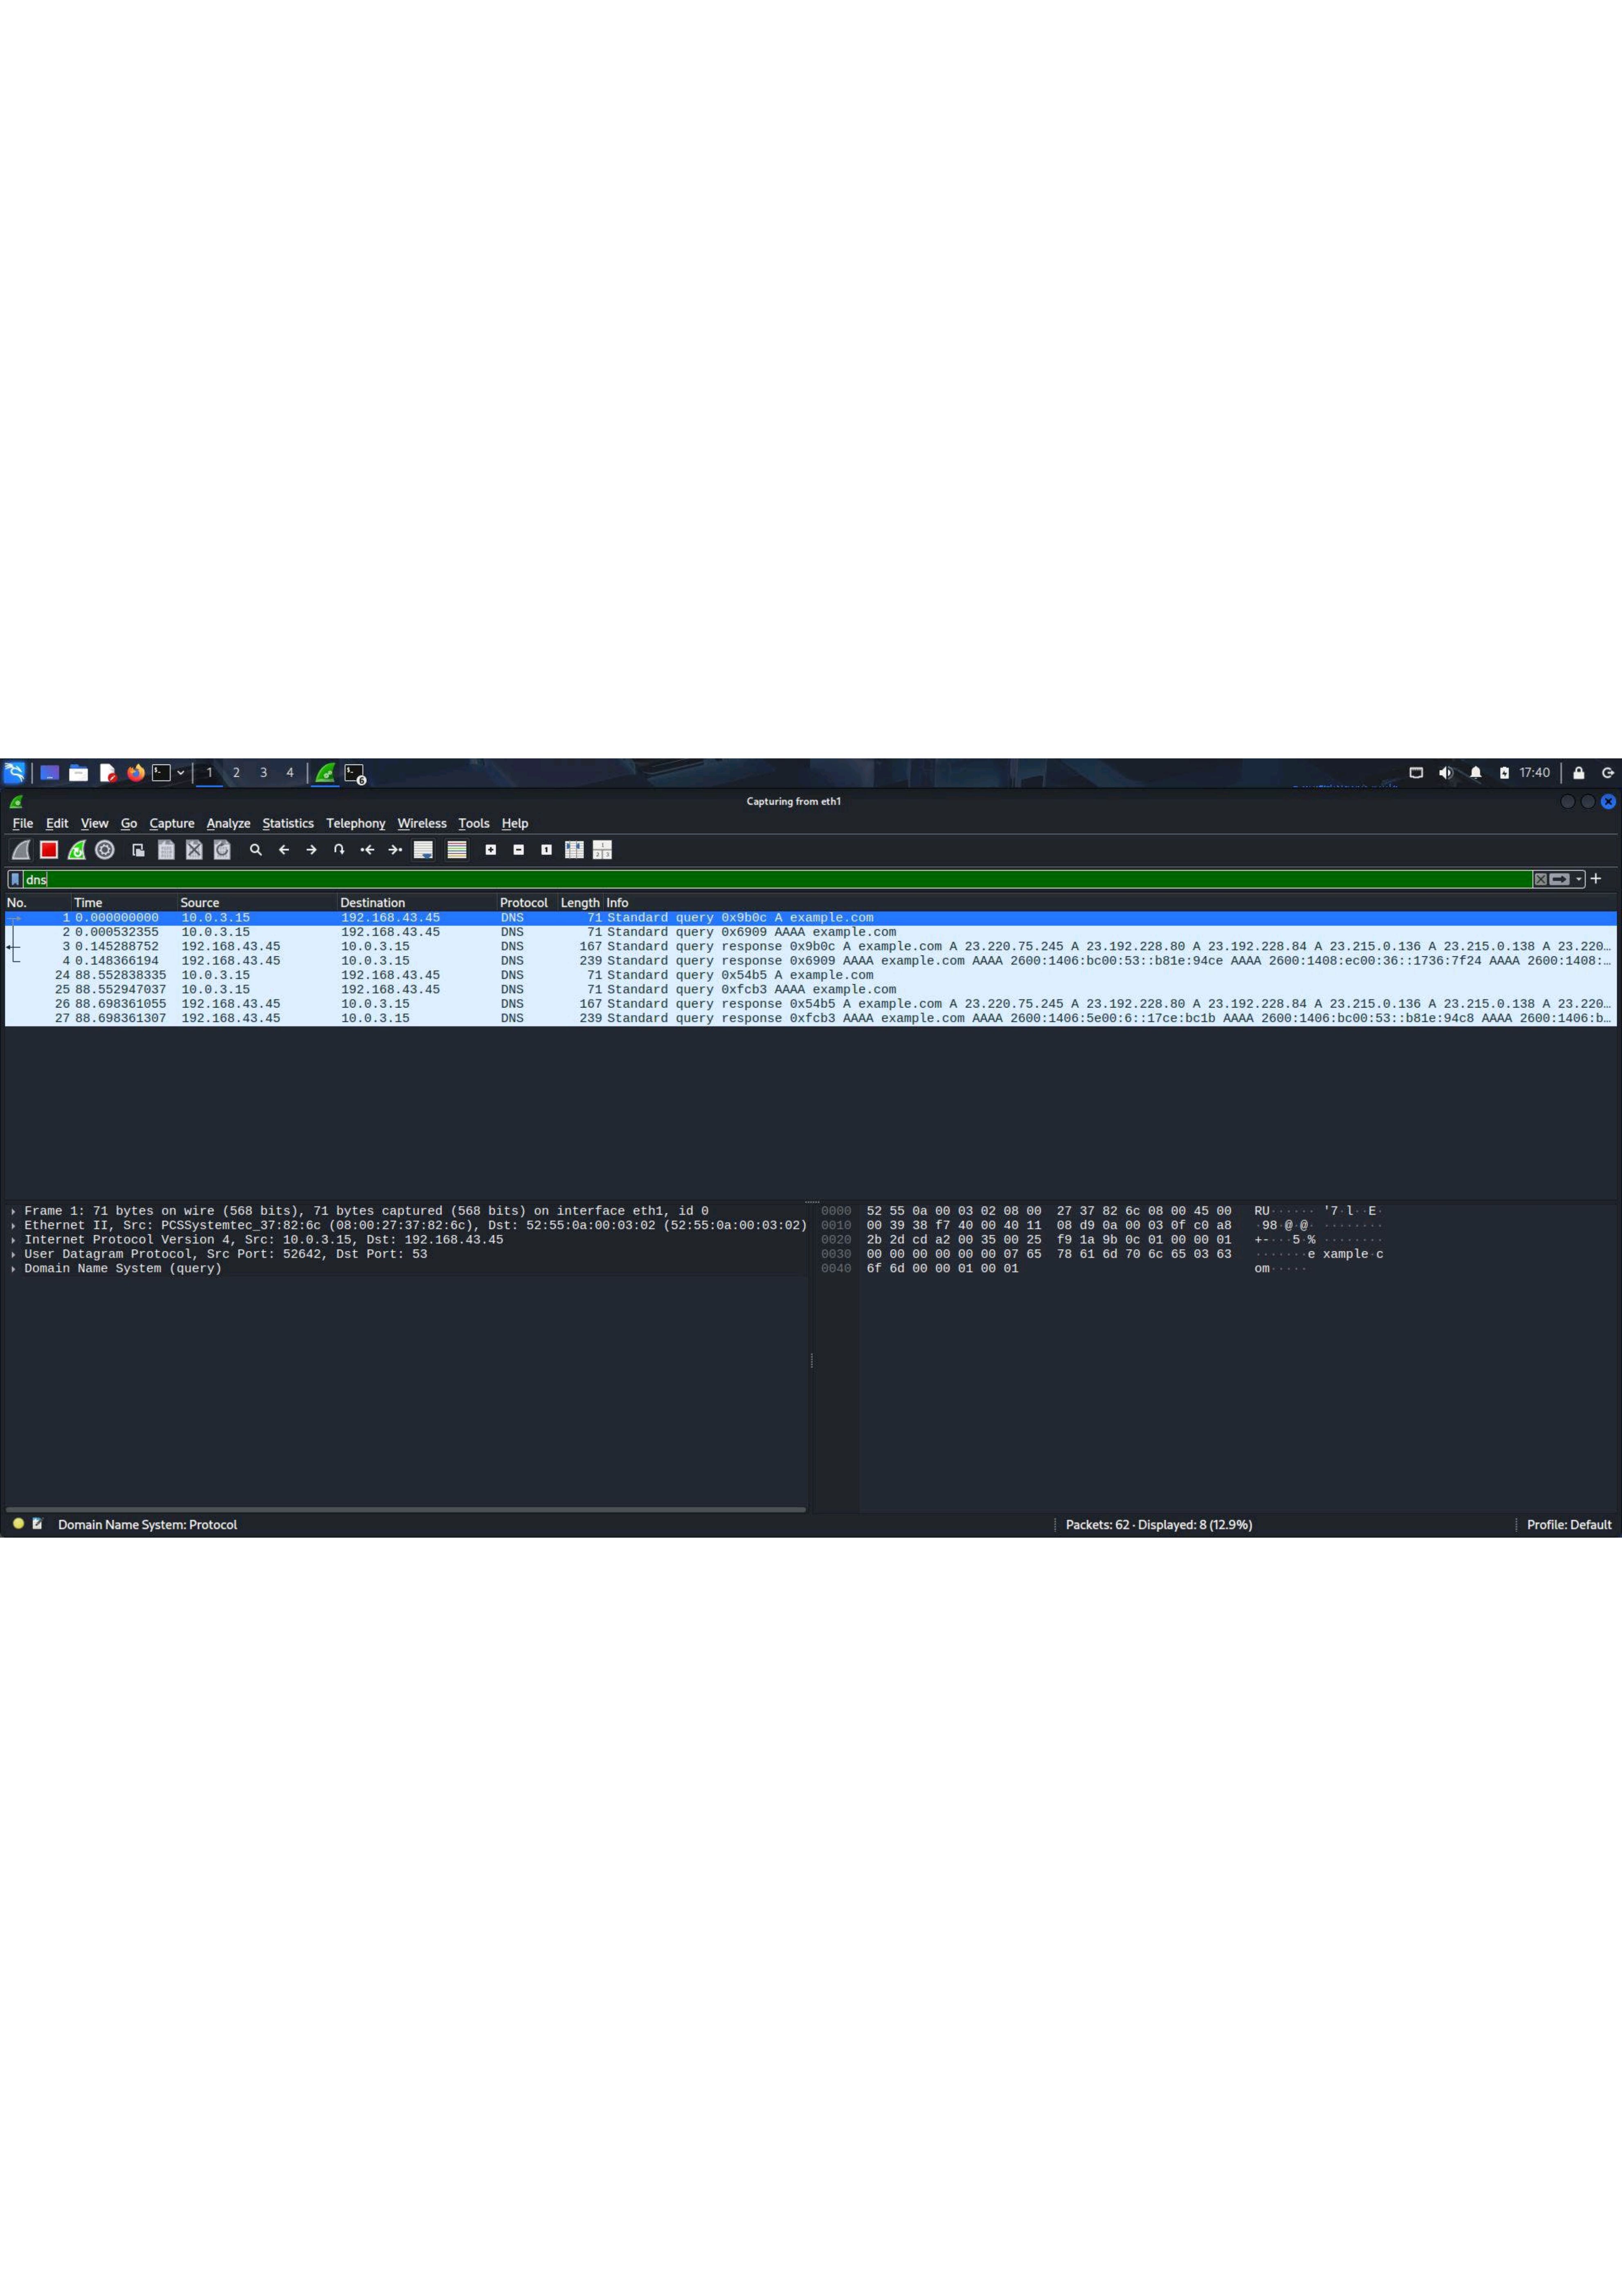 1 2 3 4 6 17:40
Capturing from eth1
File Edit View Go Capture Analyze Statistics Telephony Wireless Tools Help
dns
No. Time Source Destination Protocol Length Info
1 0.000000000 10.0.3.15 192.168.43.45 DNS 71 Standard query 0x9b0c A example.com
2 0.000532355 10.0.3.15 192.168.43.45 DNS 71 Standard query 0x6909 AAAA example.com
3 0.145288752 192.168.43.45 10.0.3.15 DNS 167 Standard query response 0x9b0c A example.com A 23.220.75.245 A 23.192.228.80 A 23.192.228.84 A 23.215.0.136 A 23.215.0.138 A 23.220…
4 0.148366194 192.168.43.45 10.0.3.15 DNS 239 Standard query response 0x6909 AAAA example.com AAAA 2600:1406:bc00:53::b81e:94ce AAAA 2600:1408:ec00:36::1736:7f24 AAAA 2600:1408:…
24 88.552838335 10.0.3.15 192.168.43.45 DNS 71 Standard query 0x54b5 A example.com
25 88.552947037 10.0.3.15 192.168.43.45 DNS 71 Standard query 0xfcb3 AAAA example.com
26 88.698361055 192.168.43.45 10.0.3.15 DNS 167 Standard query response 0x54b5 A example.com A 23.220.75.245 A 23.192.228.80 A 23.192.228.84 A 23.215.0.136 A 23.215.0.138 A 23.220…
27 88.698361307 192.168.43.45 10.0.3.15 DNS 239 Standard query response 0xfcb3 AAAA example.com AAAA 2600:1406:5e00:6::17ce:bc1b AAAA 2600:1406:bc00:53::b81e:94c8 AAAA 2600:1406:b…
Frame 1: 71 bytes on wire (568 bits), 71 bytes captured (568 bits) on interface eth1, id 0
Ethernet II, Src: PCSSystemtec_37:82:6c (08:00:27:37:82:6c), Dst: 52:55:0a:00:03:02 (52:55:0a:00:03:02)
Internet Protocol Version 4, Src: 10.0.3.15, Dst: 192.168.43.45
User Datagram Protocol, Src Port: 52642, Dst Port: 53
Domain Name System (query)
0000 52 55 0a 00 03 02 08 00 27 37 82 6c 08 00 45 00 RU······ '7·l··E·
0010 00 39 38 f7 40 00 40 11 08 d9 0a 00 03 0f c0 a8 ·98·@·@· ········
0020 2b 2d cd a2 00 35 00 25 f9 1a 9b 0c 01 00 00 01 +-···5·% ········
0030 00 00 00 00 00 00 07 65 78 61 6d 70 6c 65 03 63 ·······e xample·c
0040 6f 6d 00 00 01 00 01 om·····
Domain Name System: Protocol Packets: 62 · Displayed: 8 (12.9%) Profile: Default